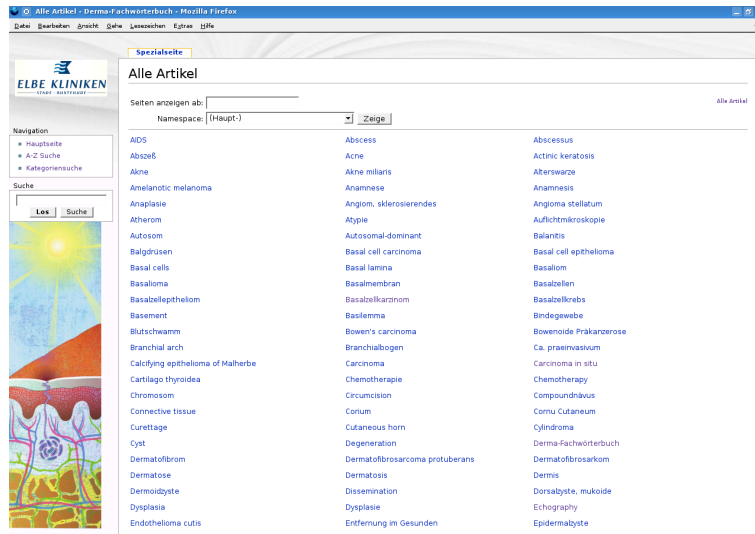 Alle Artikel - Derma-Fachwörterbuch - Mozilla Firefox
Datei Bearbeiten Ansicht Gehe Lesezeichen Extras Hilfe
Spezialseite
ELBE KLINIKEN
STADE - BUXTEHUDE
Alle Artikel
Seiten anzeigen ab:
Alle Artikel
Namespace: (Haupt-) Zeige
Navigation
Hauptseite
A-Z Suche
Kategoriensuche
Suche
Los Suche
AIDS Abscess Abscessus
Abszeß Acne Actinic keratosis
Akne Akne miliaris Alterswarze
Amelanotic melanoma Anamnese Anamnesis
Anaplasie Angiom, sklerosierendes Angioma stellatum
Atherom Atypie Auflichtmikroskopie
Autosom Autosomal-dominant Balanitis
Balgdrüsen Basal cell carcinoma Basal cell epithelioma
Basal cells Basal lamina Basaliom
Basalioma Basalmembran Basalzellen
Basalzellepitheliom Basalzellkarzinom Basalzellkrebs
Basement Basilemma Bindegewebe
Blutschwamm Bowen's carcinoma Bowenoide Präkanzerose
Branchial arch Branchialbogen Ca. praeinvasivum
Calcifying epithelioma of Malherbe Carcinoma Carcinoma in situ
Cartilago thyroidea Chemotherapie Chemotherapy
Chromosom Circumcision Compoundnävus
Connective tissue Corium Cornu Cutaneum
Curettage Cutaneous horn Cylindroma
Cyst Degeneration Derma-Fachwörterbuch
Dermatofibrom Dermatofibrosarcoma protuberans Dermatofibrosarkom
Dermatose Dermatosis Dermis
Dermoidzyste Dissemination Dorsalzyste, mukoide
Dysplasia Dysplasie Echography
Endothelioma cutis Entfernung im Gesunden Epidermalzyste